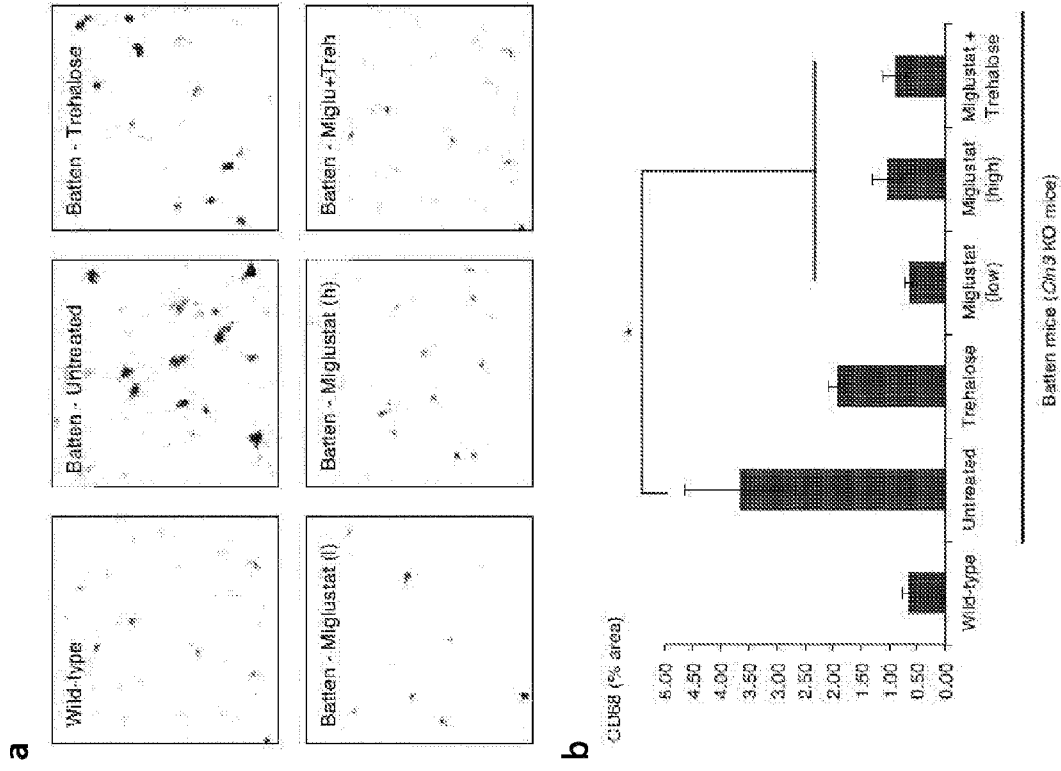 a
Wild-type
Batten - Untreated
Batten - Trehalose
Batten - Miglustat (l)
Batten - Miglustat (h)
Batten - Miglu+Treh
b
CD68 (% area)
5.00
4.50
4.00
3.50
3.00
2.50
2.00
1.50
1.00
0.50
0.00
*
Wild-type
Untreated
Trehalose
Miglustat
(low)
Miglustat
(high)
Miglustat +
Trehalose
Batten mice (Cln3 KO mice)